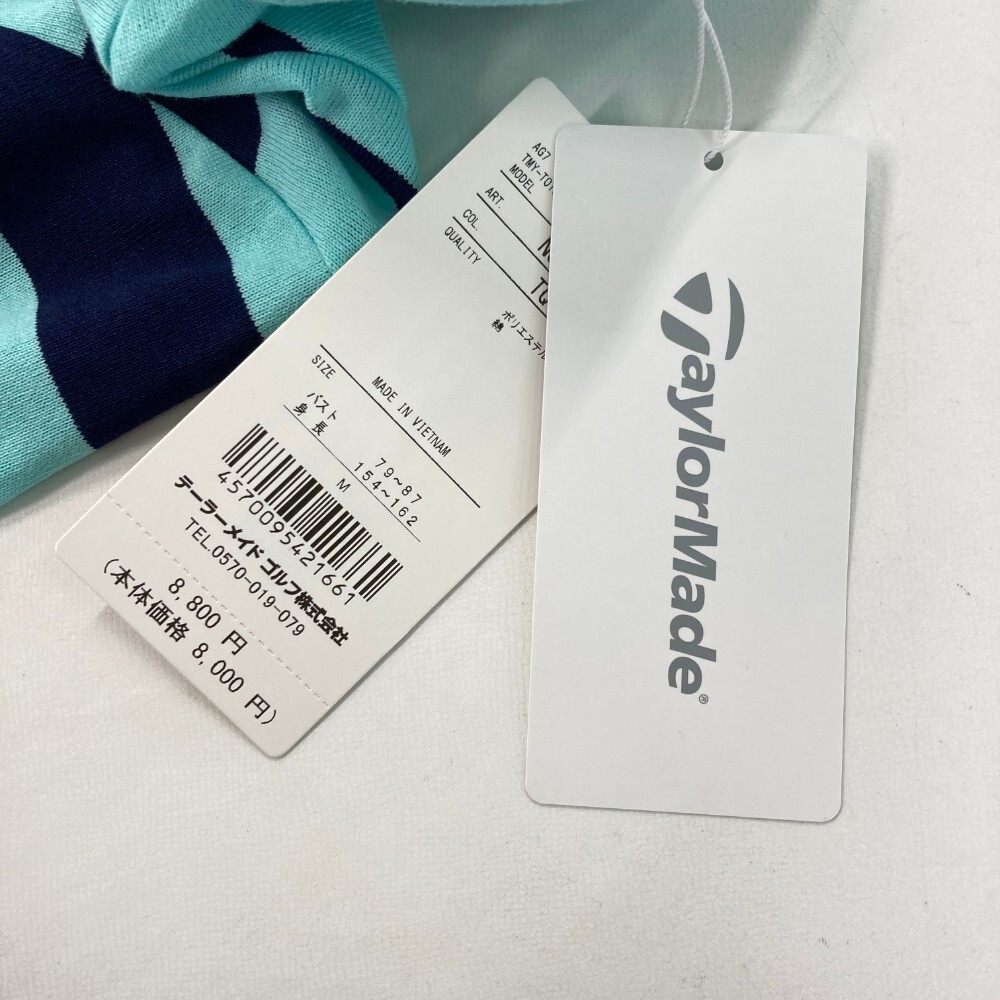 AG7
TMY-T01
MODEL
ART.
COL.
QUALITY
ポリエステル
綿
MADE IN VIETNAM
SIZE
バスト 79~87
身長 154~162
M
4570095421661
テーラーメイド ゴルフ株式会社
TEL.0570-019-079
8,800 円
(本体価格 8,000 円)
TaylorMade®